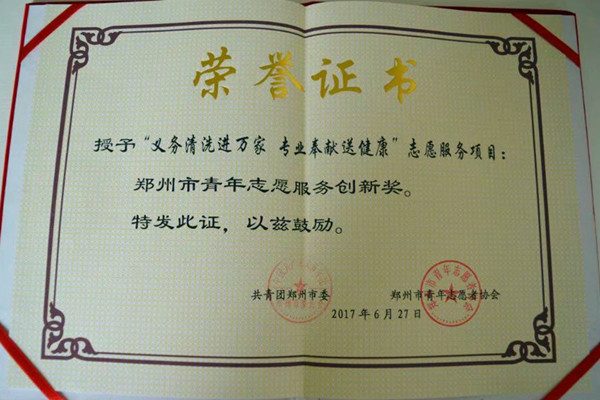 荣誉证书
授予“义务清洗进万家 专业奉献送健康”志愿服务项目：
郑州市青年志愿服务创新奖。
特发此证，以兹鼓励。
共青团郑州市委 郑州市青年志愿者协会
2017年6月27日